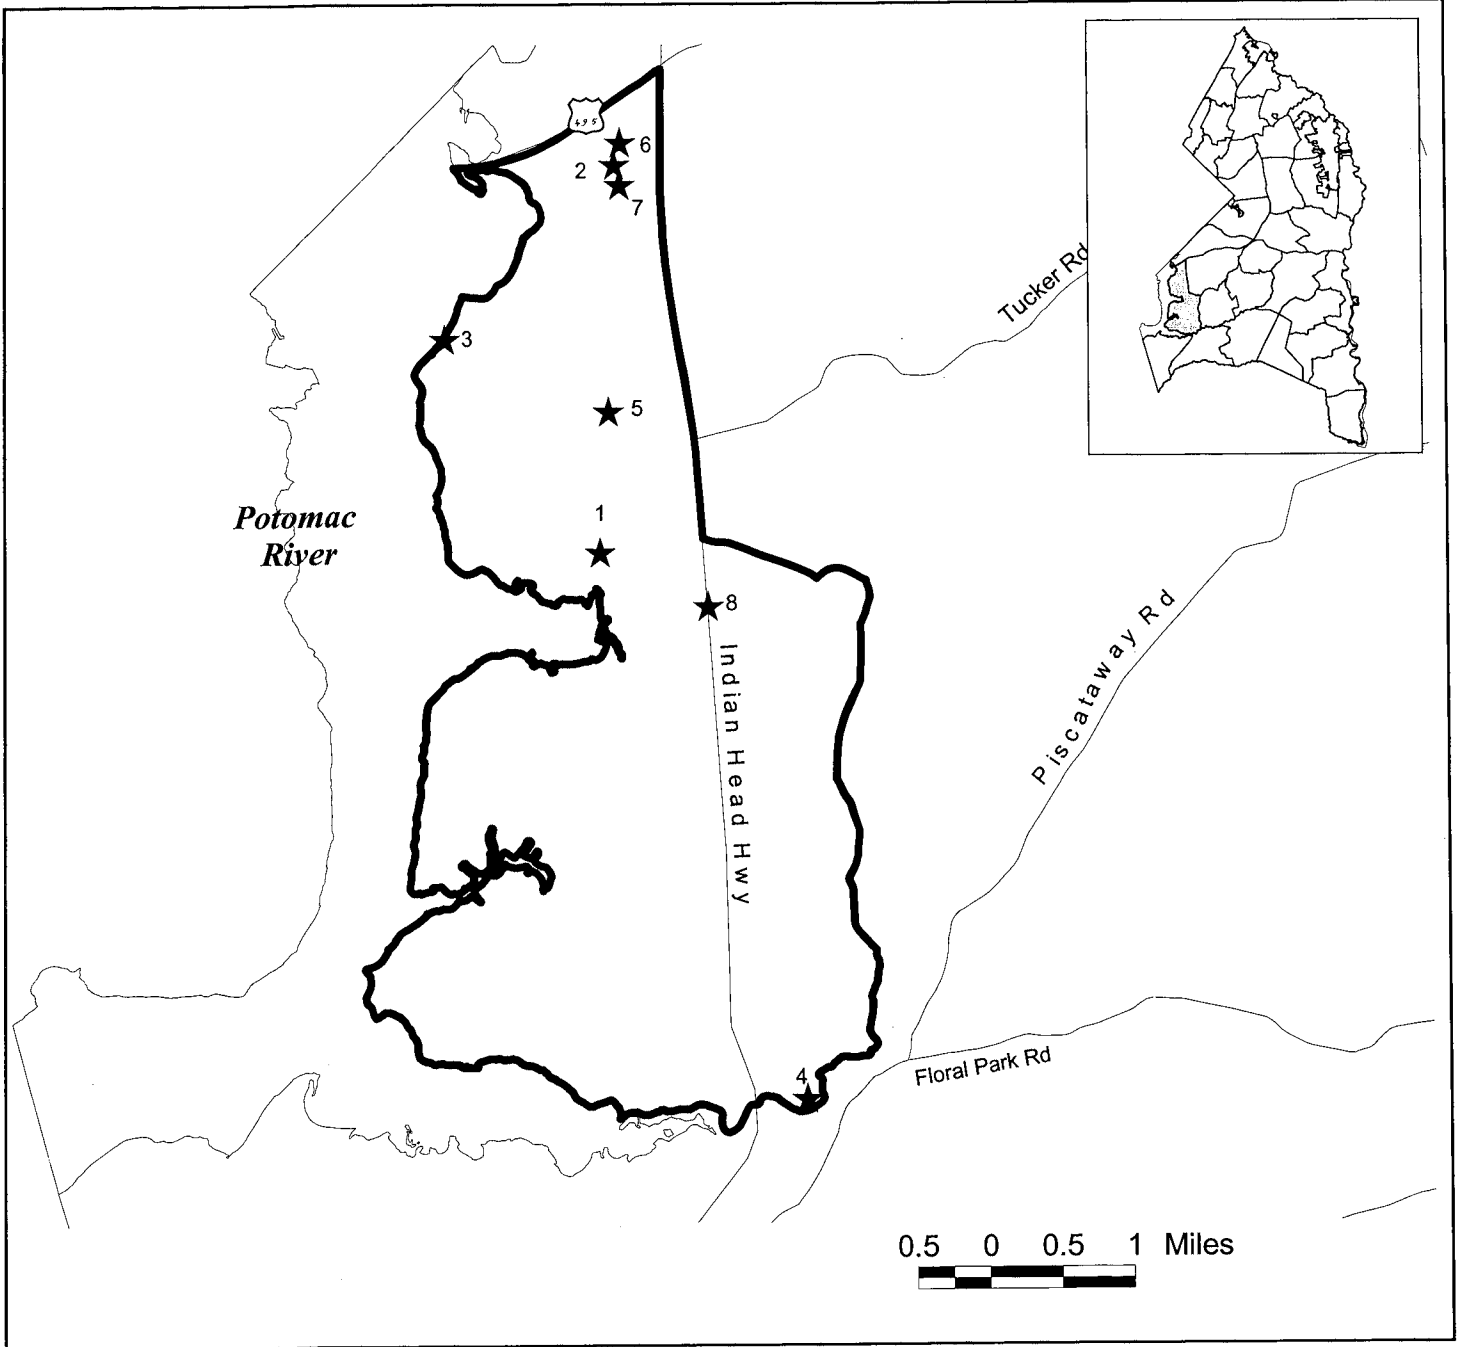 495
6
2
7
Tucker Rd
3
5
Potomac
River
1
8
Indian Head Hwy
Piscataway Rd
4
Floral Park Rd
0.5 0 0.5 1 Miles